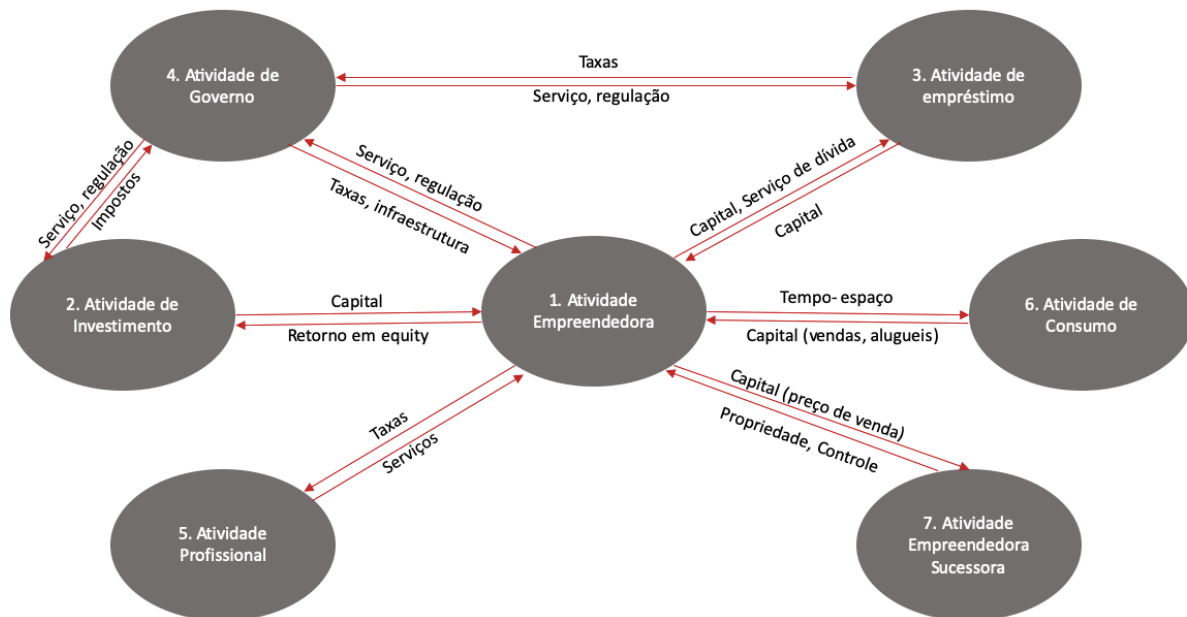 4. Atividade de
Governo
Taxas
Serviço, regulação
3. Atividade de
empréstimo
Serviço, regulação
Impostos
Serviço, regulação
Taxas, infraestrutura
Capital, Serviço de dívida
Capital
2. Atividade de
Investimento
Capital
Retorno em equity
1. Atividade
Empreendedora
Tempo- espaço
Capital (vendas, alugueis)
6. Atividade de
Consumo
Taxas
Serviços
Capital (preço de venda)
Propriedade, Controle
5. Atividade
Profissional
7. Atividade
Empreendedora
Sucessora